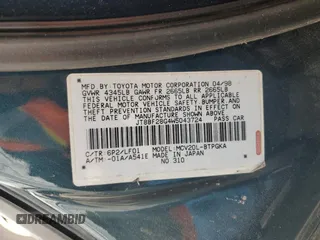 MFD BY TOYOTA MOTOR CORPORATION 04/98
GVWR 4345LB GAWR FR 2665LB RR 2665LB
THIS VEHICLE CONFORMS TO ALL APPLICABLE
FEDERAL MOTOR VEHICLE SAFETY, BUMPER, AND
THEFT PREVENTION STANDARDS IN EFFECT ON
THE DATE OF MANUFACTURE SHOWN ABOVE.
JT8BF28G4W5043724 PASS CAR
C/TR 6P2/LF01 MODEL:MCV20L-BTPGKA
A/TM -01A/A541E MADE IN JAPAN
NO 310